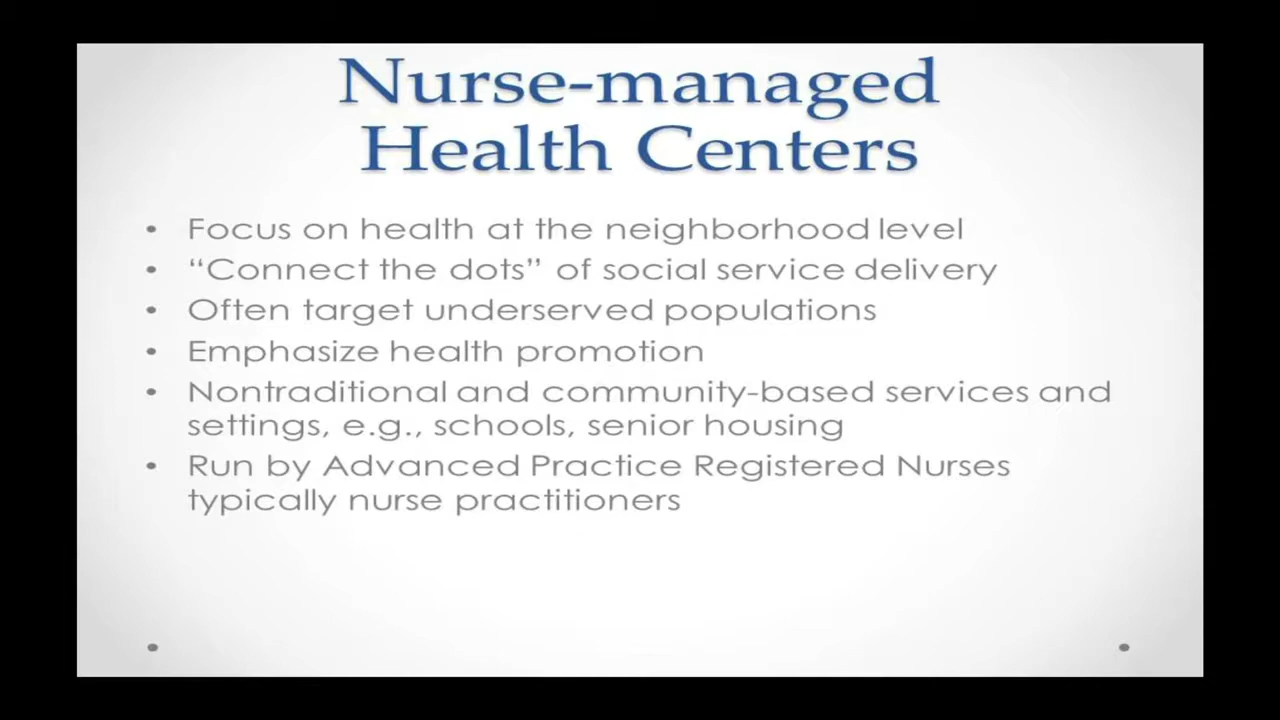 Nurse-managed
Health Centers
• Focus on health at the neighborhood level
• “Connect the dots” of social service delivery
• Often target underserved populations
• Emphasize health promotion
• Nontraditional and community-based services and
settings, e.g., schools, senior housing
• Run by Advanced Practice Registered Nurses
typically nurse practitioners